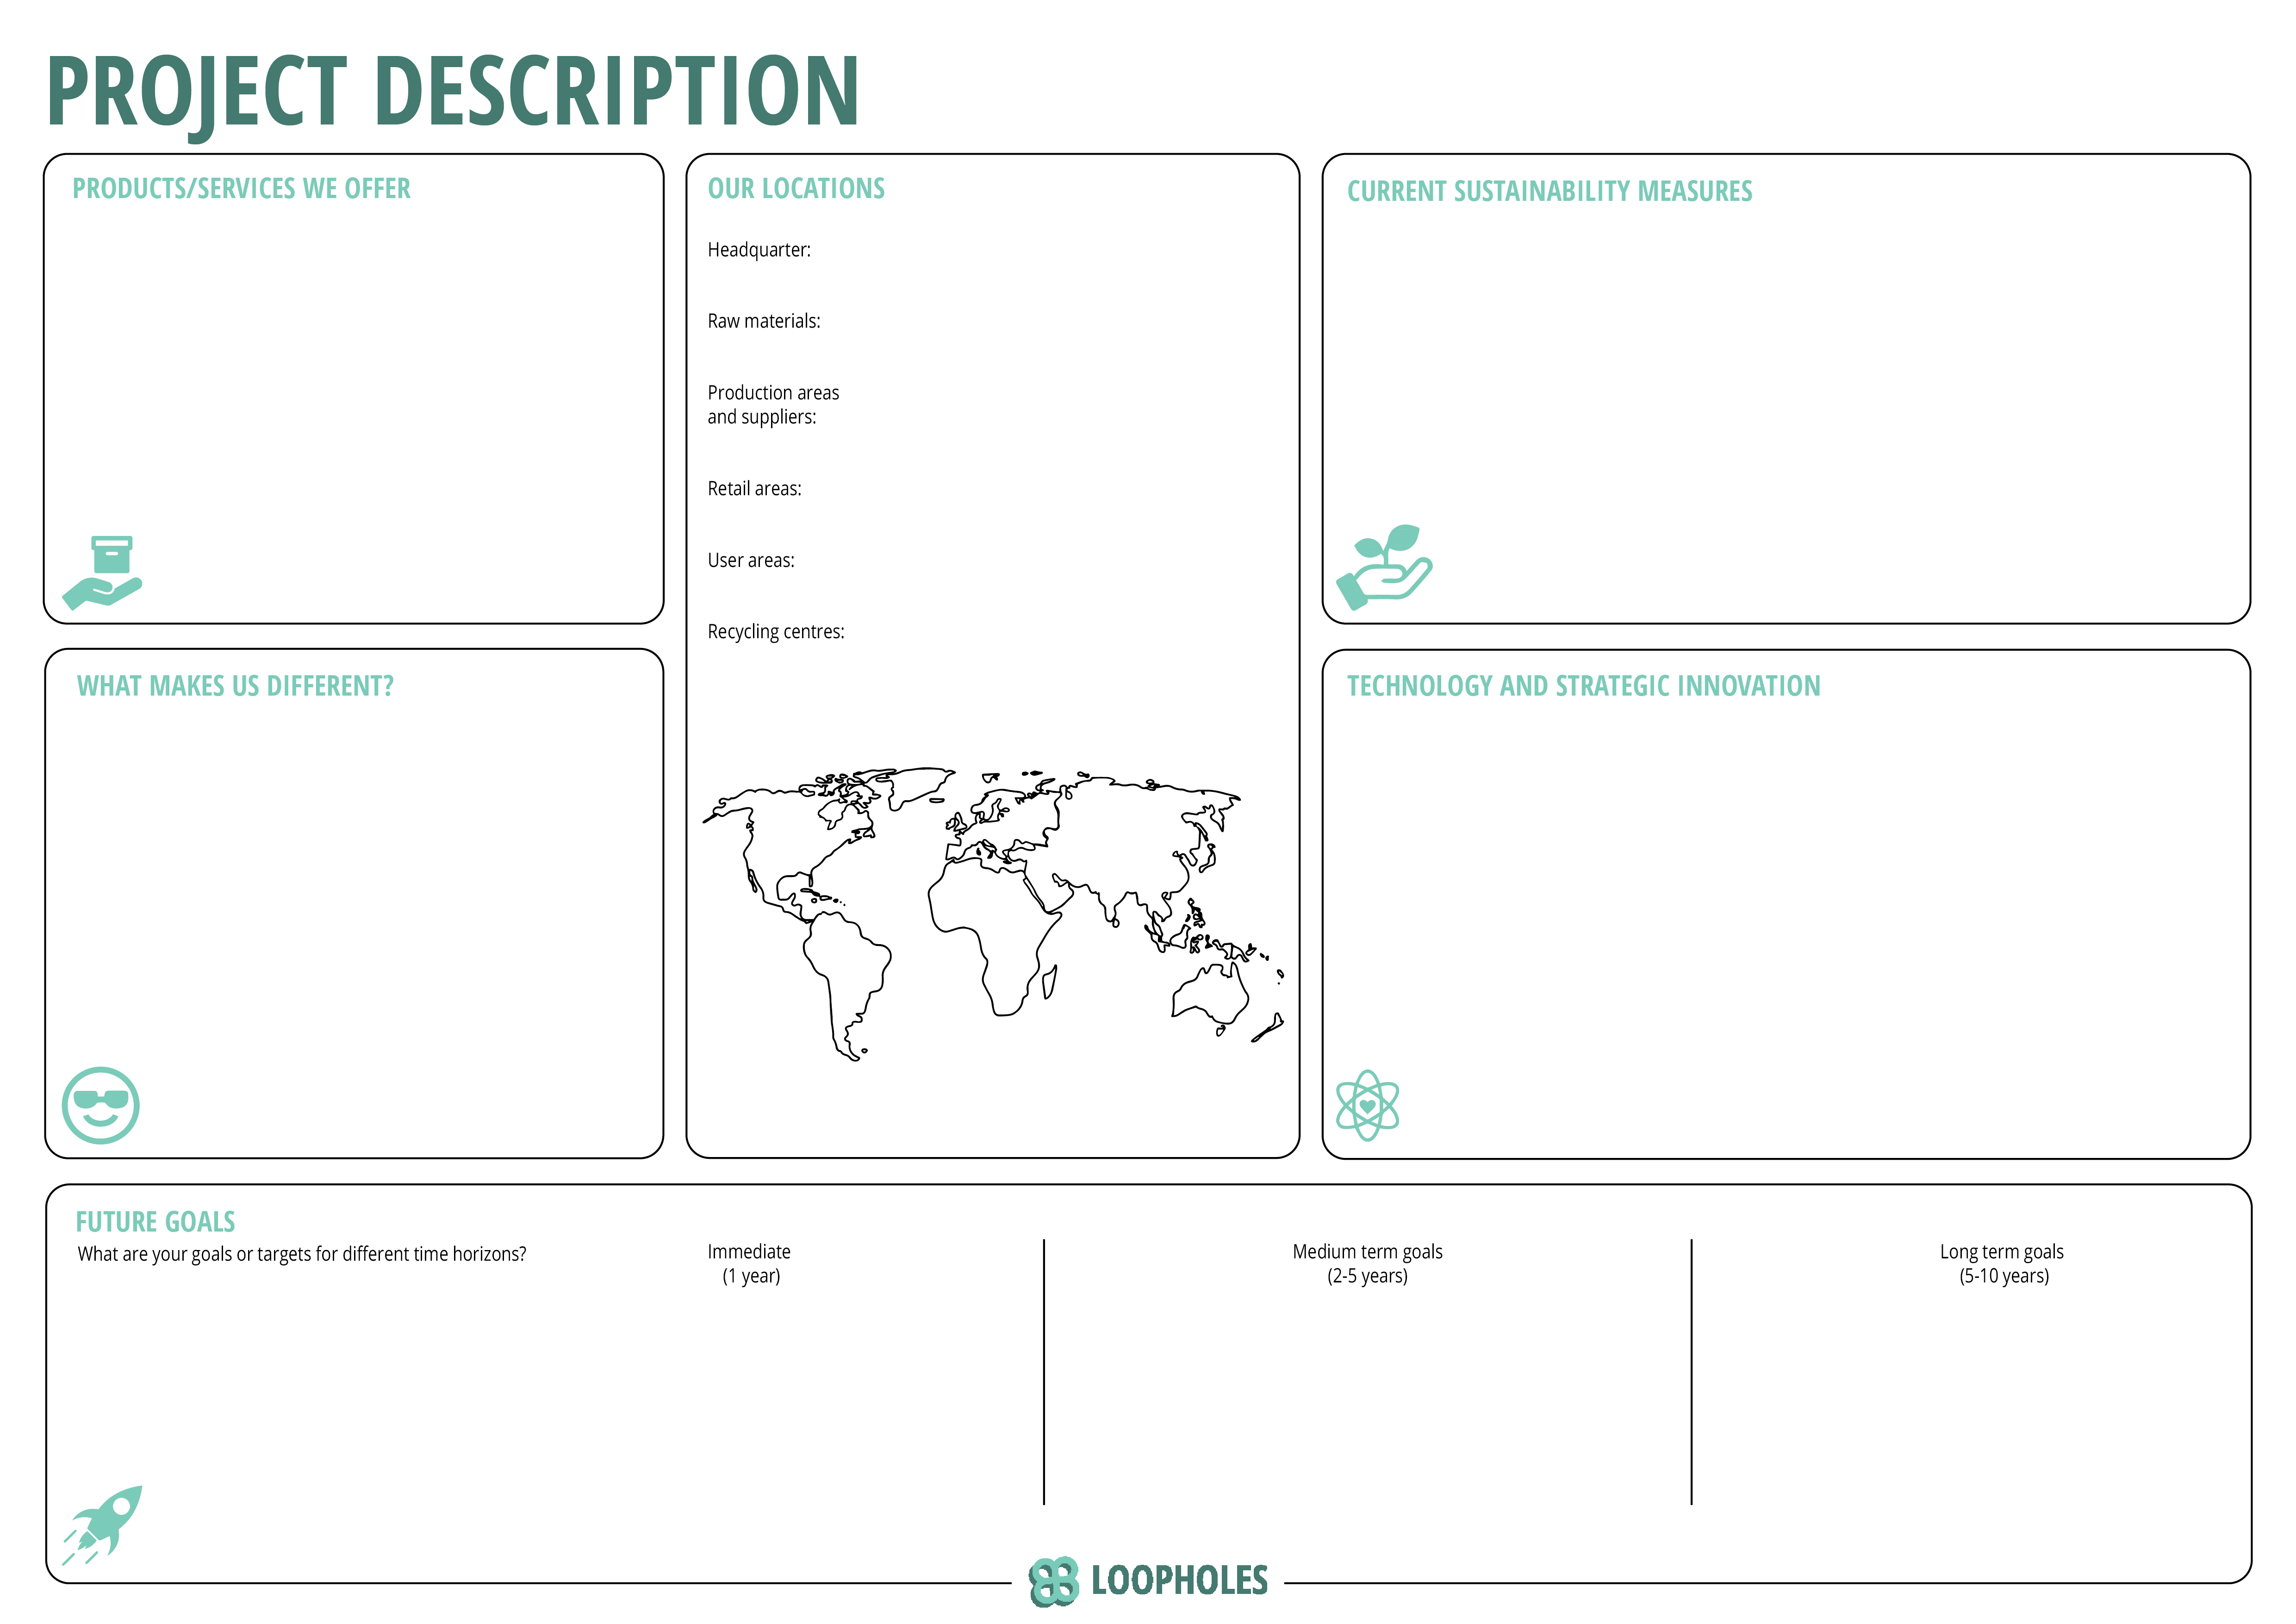 PROJECT DESCRIPTION
PRODUCTS/SERVICES WE OFFER
WHAT MAKES US DIFFERENT?
OUR LOCATIONS
Headquarter:
Raw materials:
Production areas
and suppliers:
Retail areas:
User areas:
Recycling centres:
CURRENT SUSTAINABILITY MEASURES
TECHNOLOGY AND STRATEGIC INNOVATION
FUTURE GOALS
What are your goals or targets for different time horizons?
Immediate
(1 year)
Medium term goals
(2-5 years)
Long term goals
(5-10 years)
LOOPHOLES